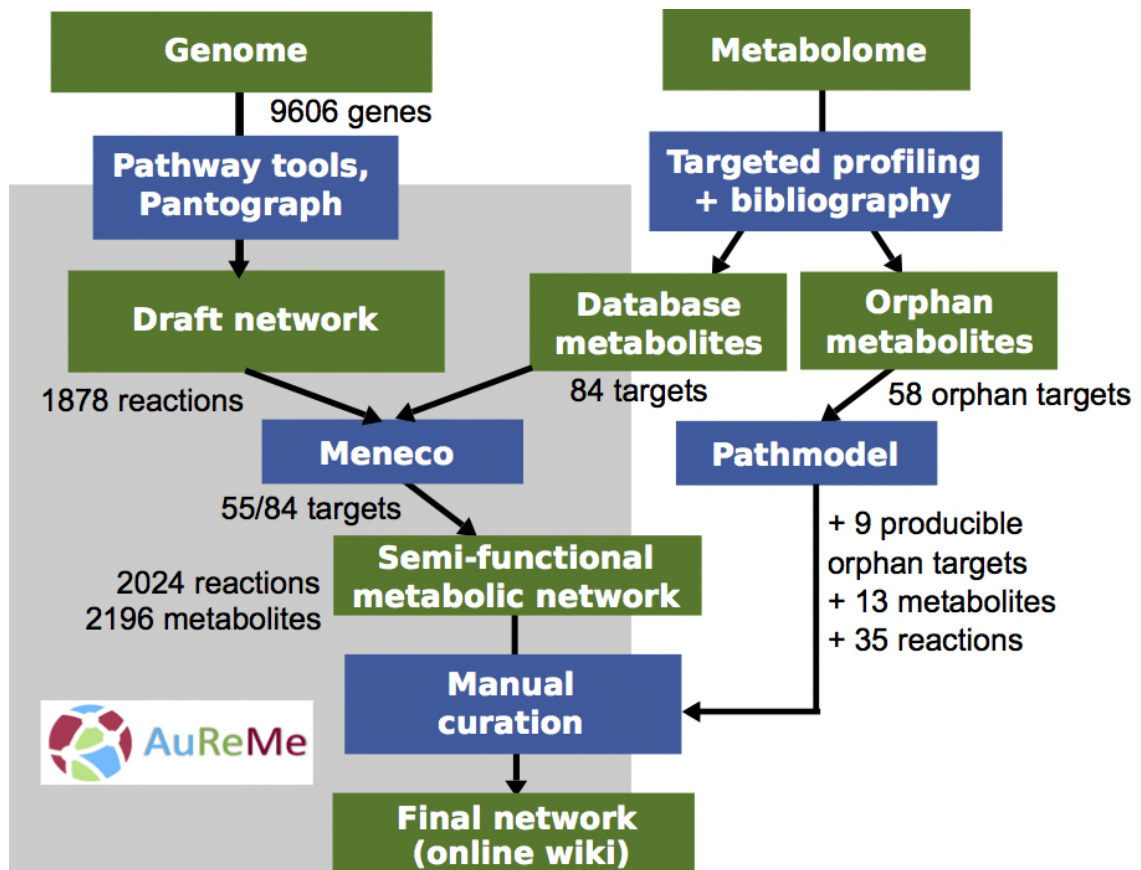 Genome
Metabolome
9606 genes
Pathway tools,
Pantograph
Targeted profiling
+ bibliography
Draft network
Database
metabolites
Orphan
metabolites
1878 reactions
84 targets
58 orphan targets
Meneco
Pathmodel
55/84 targets
+ 9 producible
orphan targets
+ 13 metabolites
+ 35 reactions
Semi-functional
metabolic network
2024 reactions
2196 metabolites
Manual
curation
AuReMe
Final network
(online wiki)